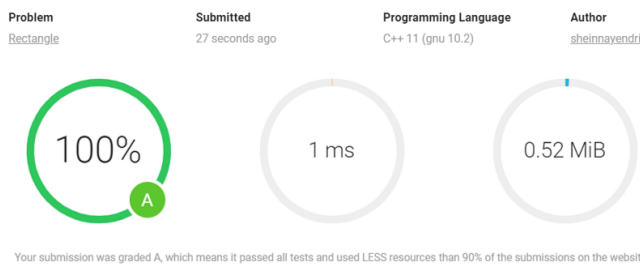 Problem Submitted Programming Language Author
Rectangle 27 seconds ago C++ 11 (gnu 10.2) sheinnayendri
100% 1 ms 0.52 MiB
A
Your submission was graded A, which means it passed all tests and used LESS resources than 90% of the submissions on the